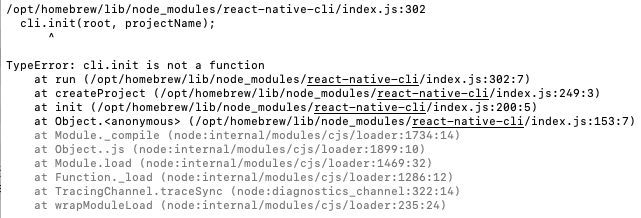 /opt/homebrew/lib/node_modules/react-native-cli/index.js:302
  cli.init(root, projectName);
      ^

TypeError: cli.init is not a function
    at run (/opt/homebrew/lib/node_modules/react-native-cli/index.js:302:7)
    at createProject (/opt/homebrew/lib/node_modules/react-native-cli/index.js:249:3)
    at init (/opt/homebrew/lib/node_modules/react-native-cli/index.js:200:5)
    at Object.<anonymous> (/opt/homebrew/lib/node_modules/react-native-cli/index.js:153:7)
    at Module._compile (node:internal/modules/cjs/loader:1734:14)
    at Object..js (node:internal/modules/cjs/loader:1899:10)
    at Module.load (node:internal/modules/cjs/loader:1469:32)
    at Function._load (node:internal/modules/cjs/loader:1286:12)
    at TracingChannel.traceSync (node:diagnostics_channel:322:14)
    at wrapModuleLoad (node:internal/modules/cjs/loader:235:24)